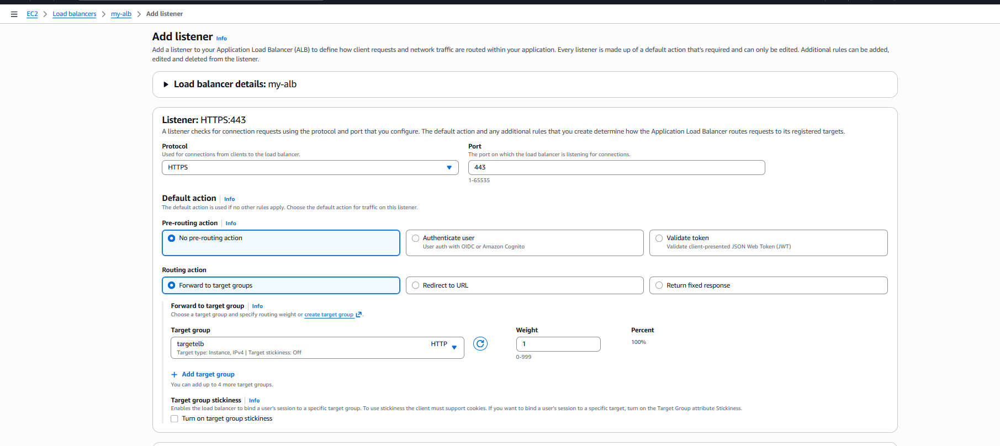 EC2 > Load balancers > my-alb > Add listener
Add listener Info
Add a listener to your Application Load Balancer (ALB) to define how client requests and network traffic are routed within your application. Every listener is made up of a default action that's required and can only be edited. Additional rules can be added,
edited and deleted from the listener.
Load balancer details: my-alb
Listener: HTTPS:443
A listener checks for connection requests using the protocol and port that you configure. The default action and any additional rules that you create determine how the Application Load Balancer routes requests to its registered targets.
Protocol Port
Used for connections from clients to the load balancer. The port on which the load balancer is listening for connections.
HTTPS 443
1-65535
Default action Info
The default action is used if no other rules apply. Choose the default action for traffic on this listener.
Pre-routing action Info
No pre-routing action Authenticate user Validate token
User auth with OIDC or Amazon Cognito Validate client-presented JSON Web Token (JWT)
Routing action
Forward to target groups Redirect to URL Return fixed response
Forward to target group Info
Choose a target group and specify routing weight or create target group .
Target group Weight Percent
targetelb HTTP 1 100%
Target type: Instance, IPv4 | Target stickiness: Off
0-999
+ Add target group
You can add up to 4 more target groups.
Target group stickiness Info
Enables the load balancer to bind a user's session to a specific target group. To use stickiness the client must support cookies. If you want to bind a user's session to a specific target, turn on the Target Group attribute Stickiness.
Turn on target group stickiness